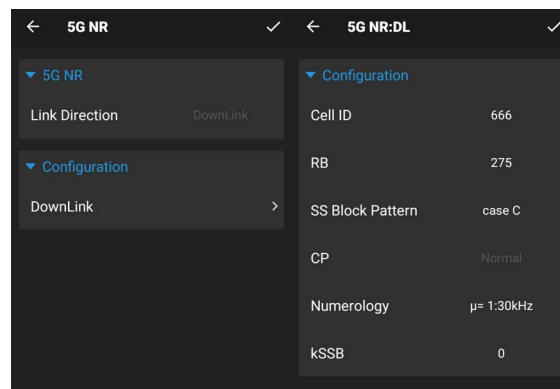 5G NR
5G NR
Link Direction DownLink
Configuration
DownLink
5G NR:DL
Configuration
Cell ID 666
RB 275
SS Block Pattern case C
CP Normal
Numerology μ= 1:30kHz
kSSB 0